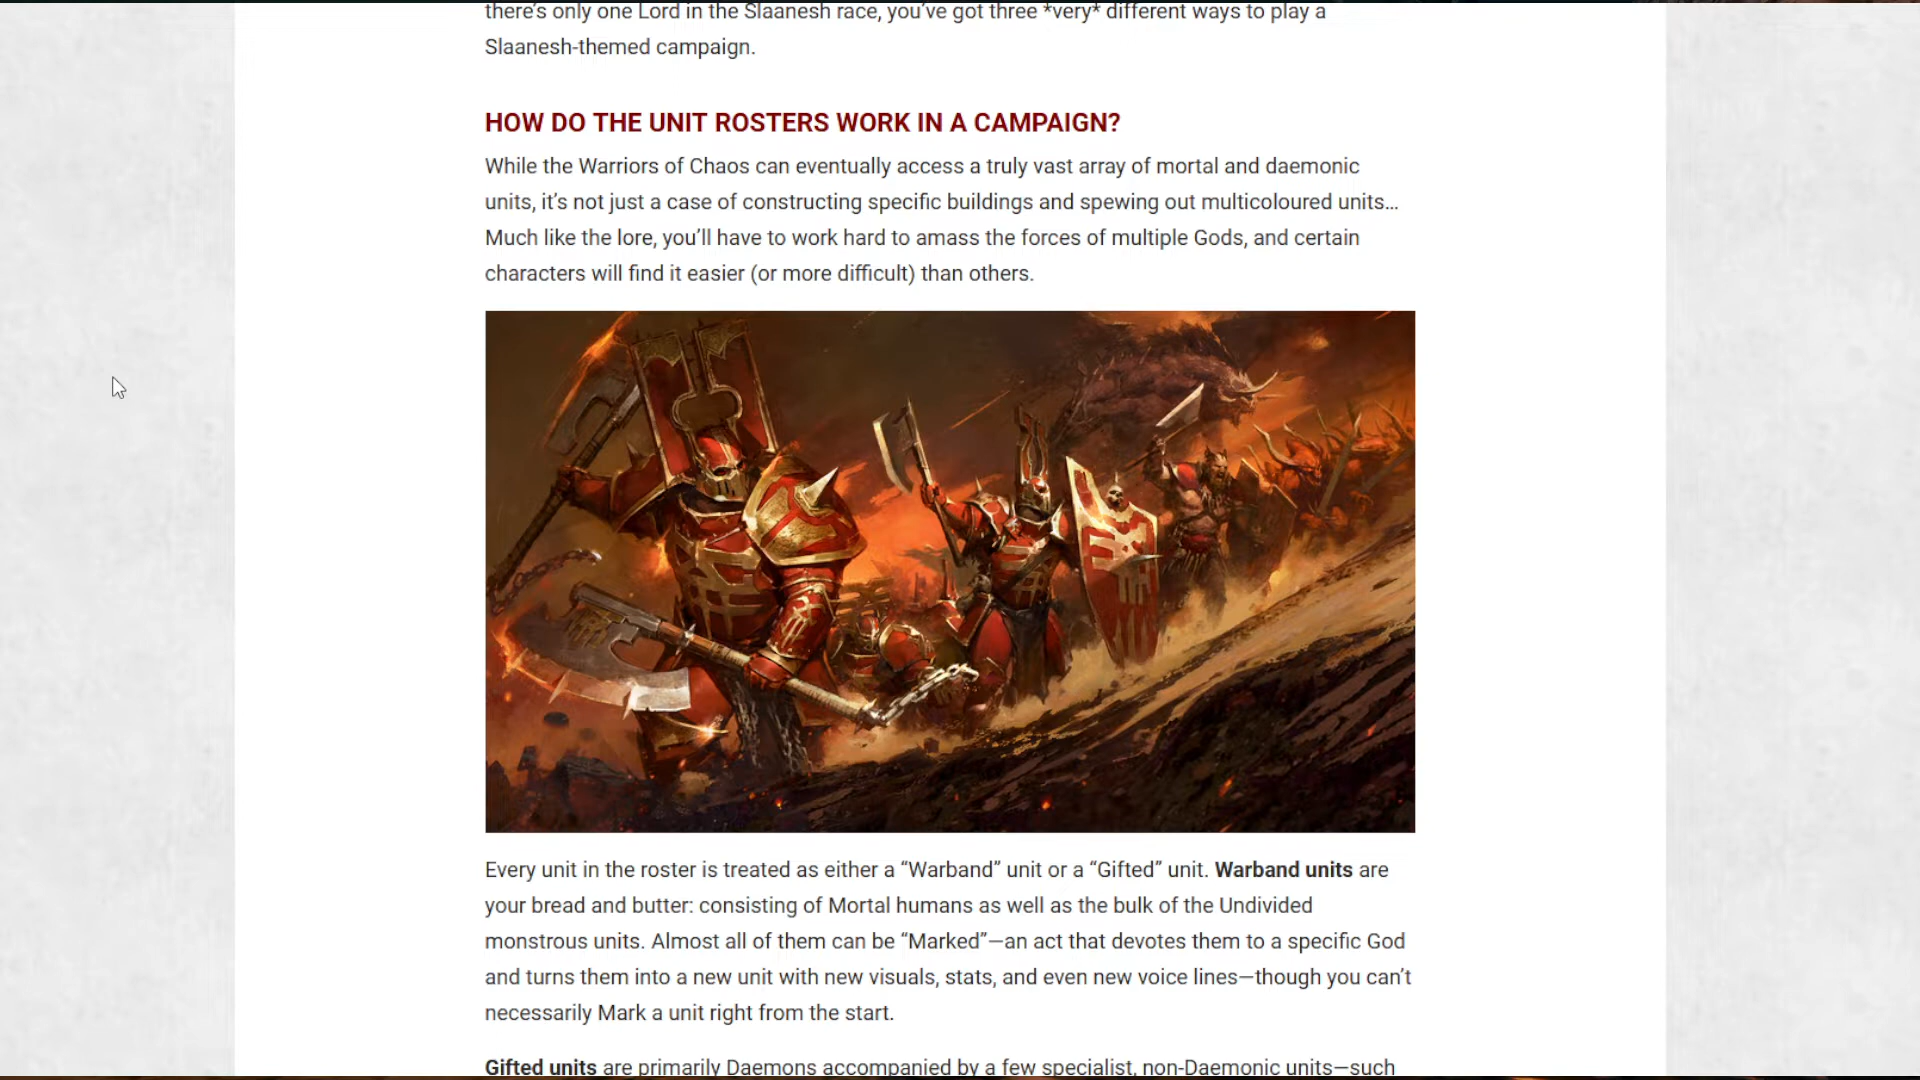 there’s only one Lord in the Slaanesh race, you’ve got three *very* different ways to play a
Slaanesh-themed campaign.
HOW DO THE UNIT ROSTERS WORK IN A CAMPAIGN?
While the Warriors of Chaos can eventually access a truly vast array of mortal and daemonic
units, it’s not just a case of constructing specific buildings and spewing out multicoloured units…
Much like the lore, you’ll have to work hard to amass the forces of multiple Gods, and certain
characters will find it easier (or more difficult) than others.
Every unit in the roster is treated as either a “Warband” unit or a “Gifted” unit. Warband units are
your bread and butter: consisting of Mortal humans as well as the bulk of the Undivided
monstrous units. Almost all of them can be “Marked”—an act that devotes them to a specific God
and turns them into a new unit with new visuals, stats, and even new voice lines—though you can’t
necessarily Mark a unit right from the start.
Gifted units are primarily Daemons accompanied by a few specialist, non-Daemonic units—such